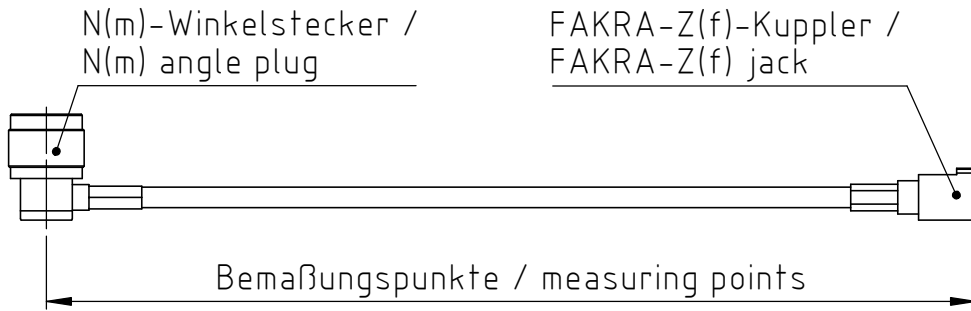 N(m)-Winkelstecker /
N(m) angle plug
FAKRA-Z(f)-Kuppler /
FAKRA-Z(f) jack
Bemaßungspunkte / measuring points